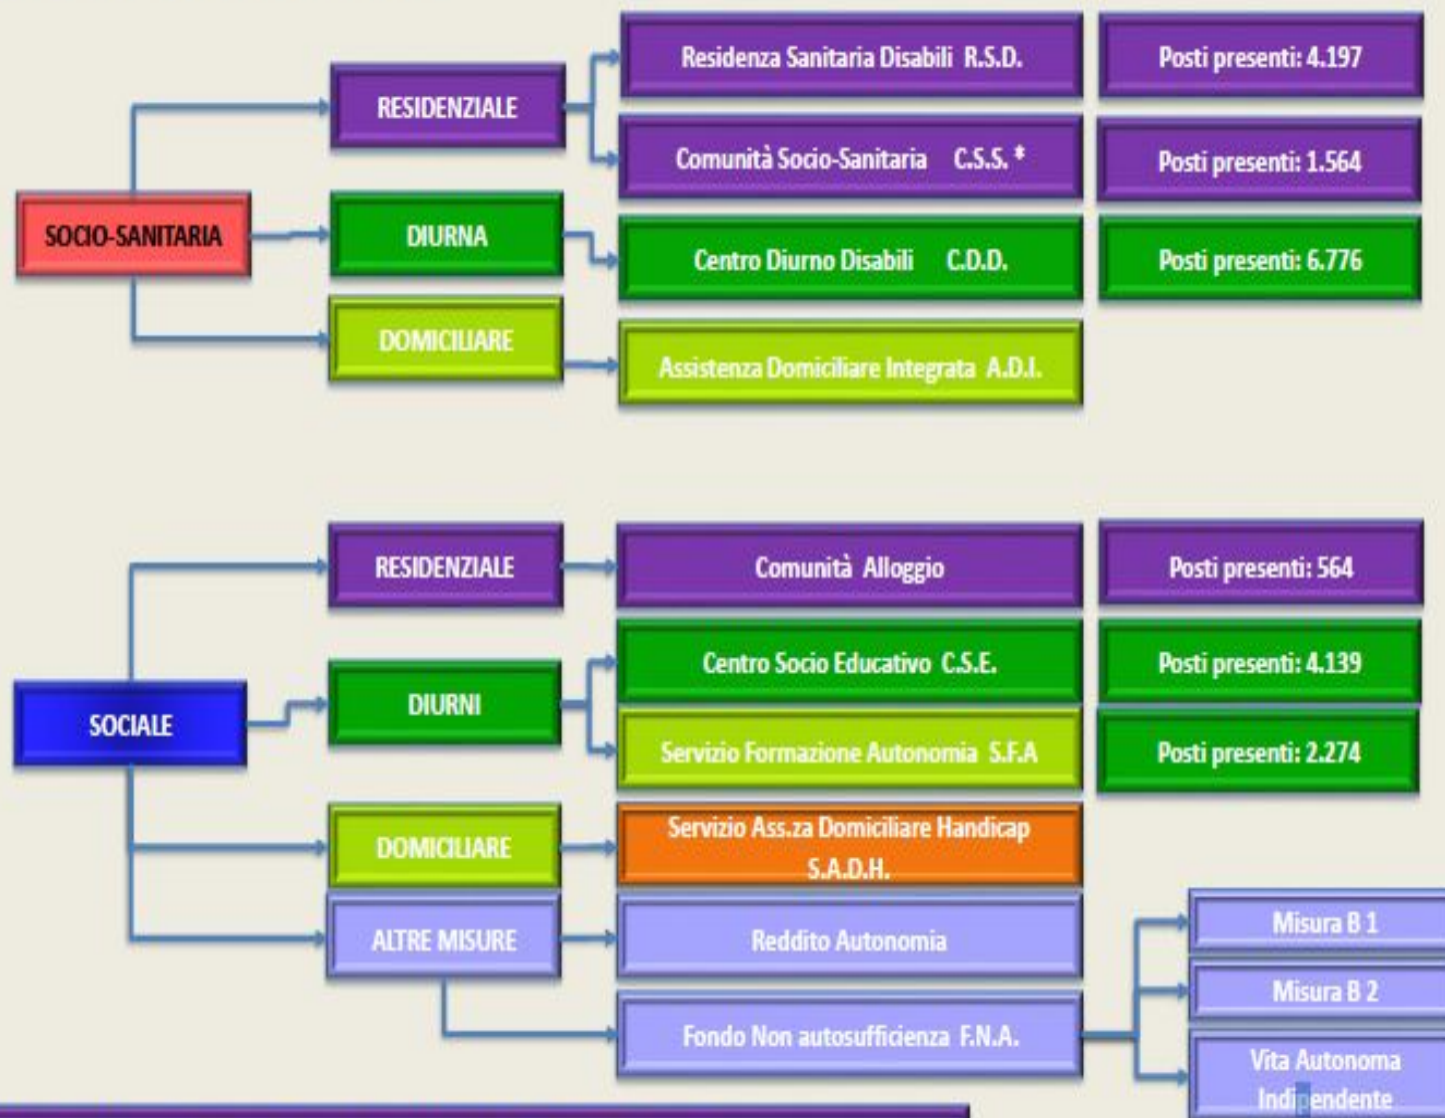 Residenza Sanitaria Disabili R.S.D.
Posti presenti: 4.197
RESIDENZIALE
Comunità Socio-Sanitaria C.S.S. *
Posti presenti: 1.564
SOCIO-SANITARIA
DIURNA
Centro Diurno Disabili C.D.D.
Posti presenti: 6.776
DOMICILIARE
Assistenza Domiciliare Integrata A.D.I.
RESIDENZIALE
Comunità Alloggio
Posti presenti: 564
Centro Socio Educativo C.S.E.
Posti presenti: 4.139
SOCIALE
DIURNI
Servizio Formazione Autonomia S.F.A
Posti presenti: 2.274
DOMICILIARE
Servizio Ass.za Domiciliare Handicap
S.A.D.H.
ALTRE MISURE
Reddito Autonomia
Misura B 1
Misura B 2
Fondo Non autosufficienza F.N.A.
Vita Autonoma
Indipendente